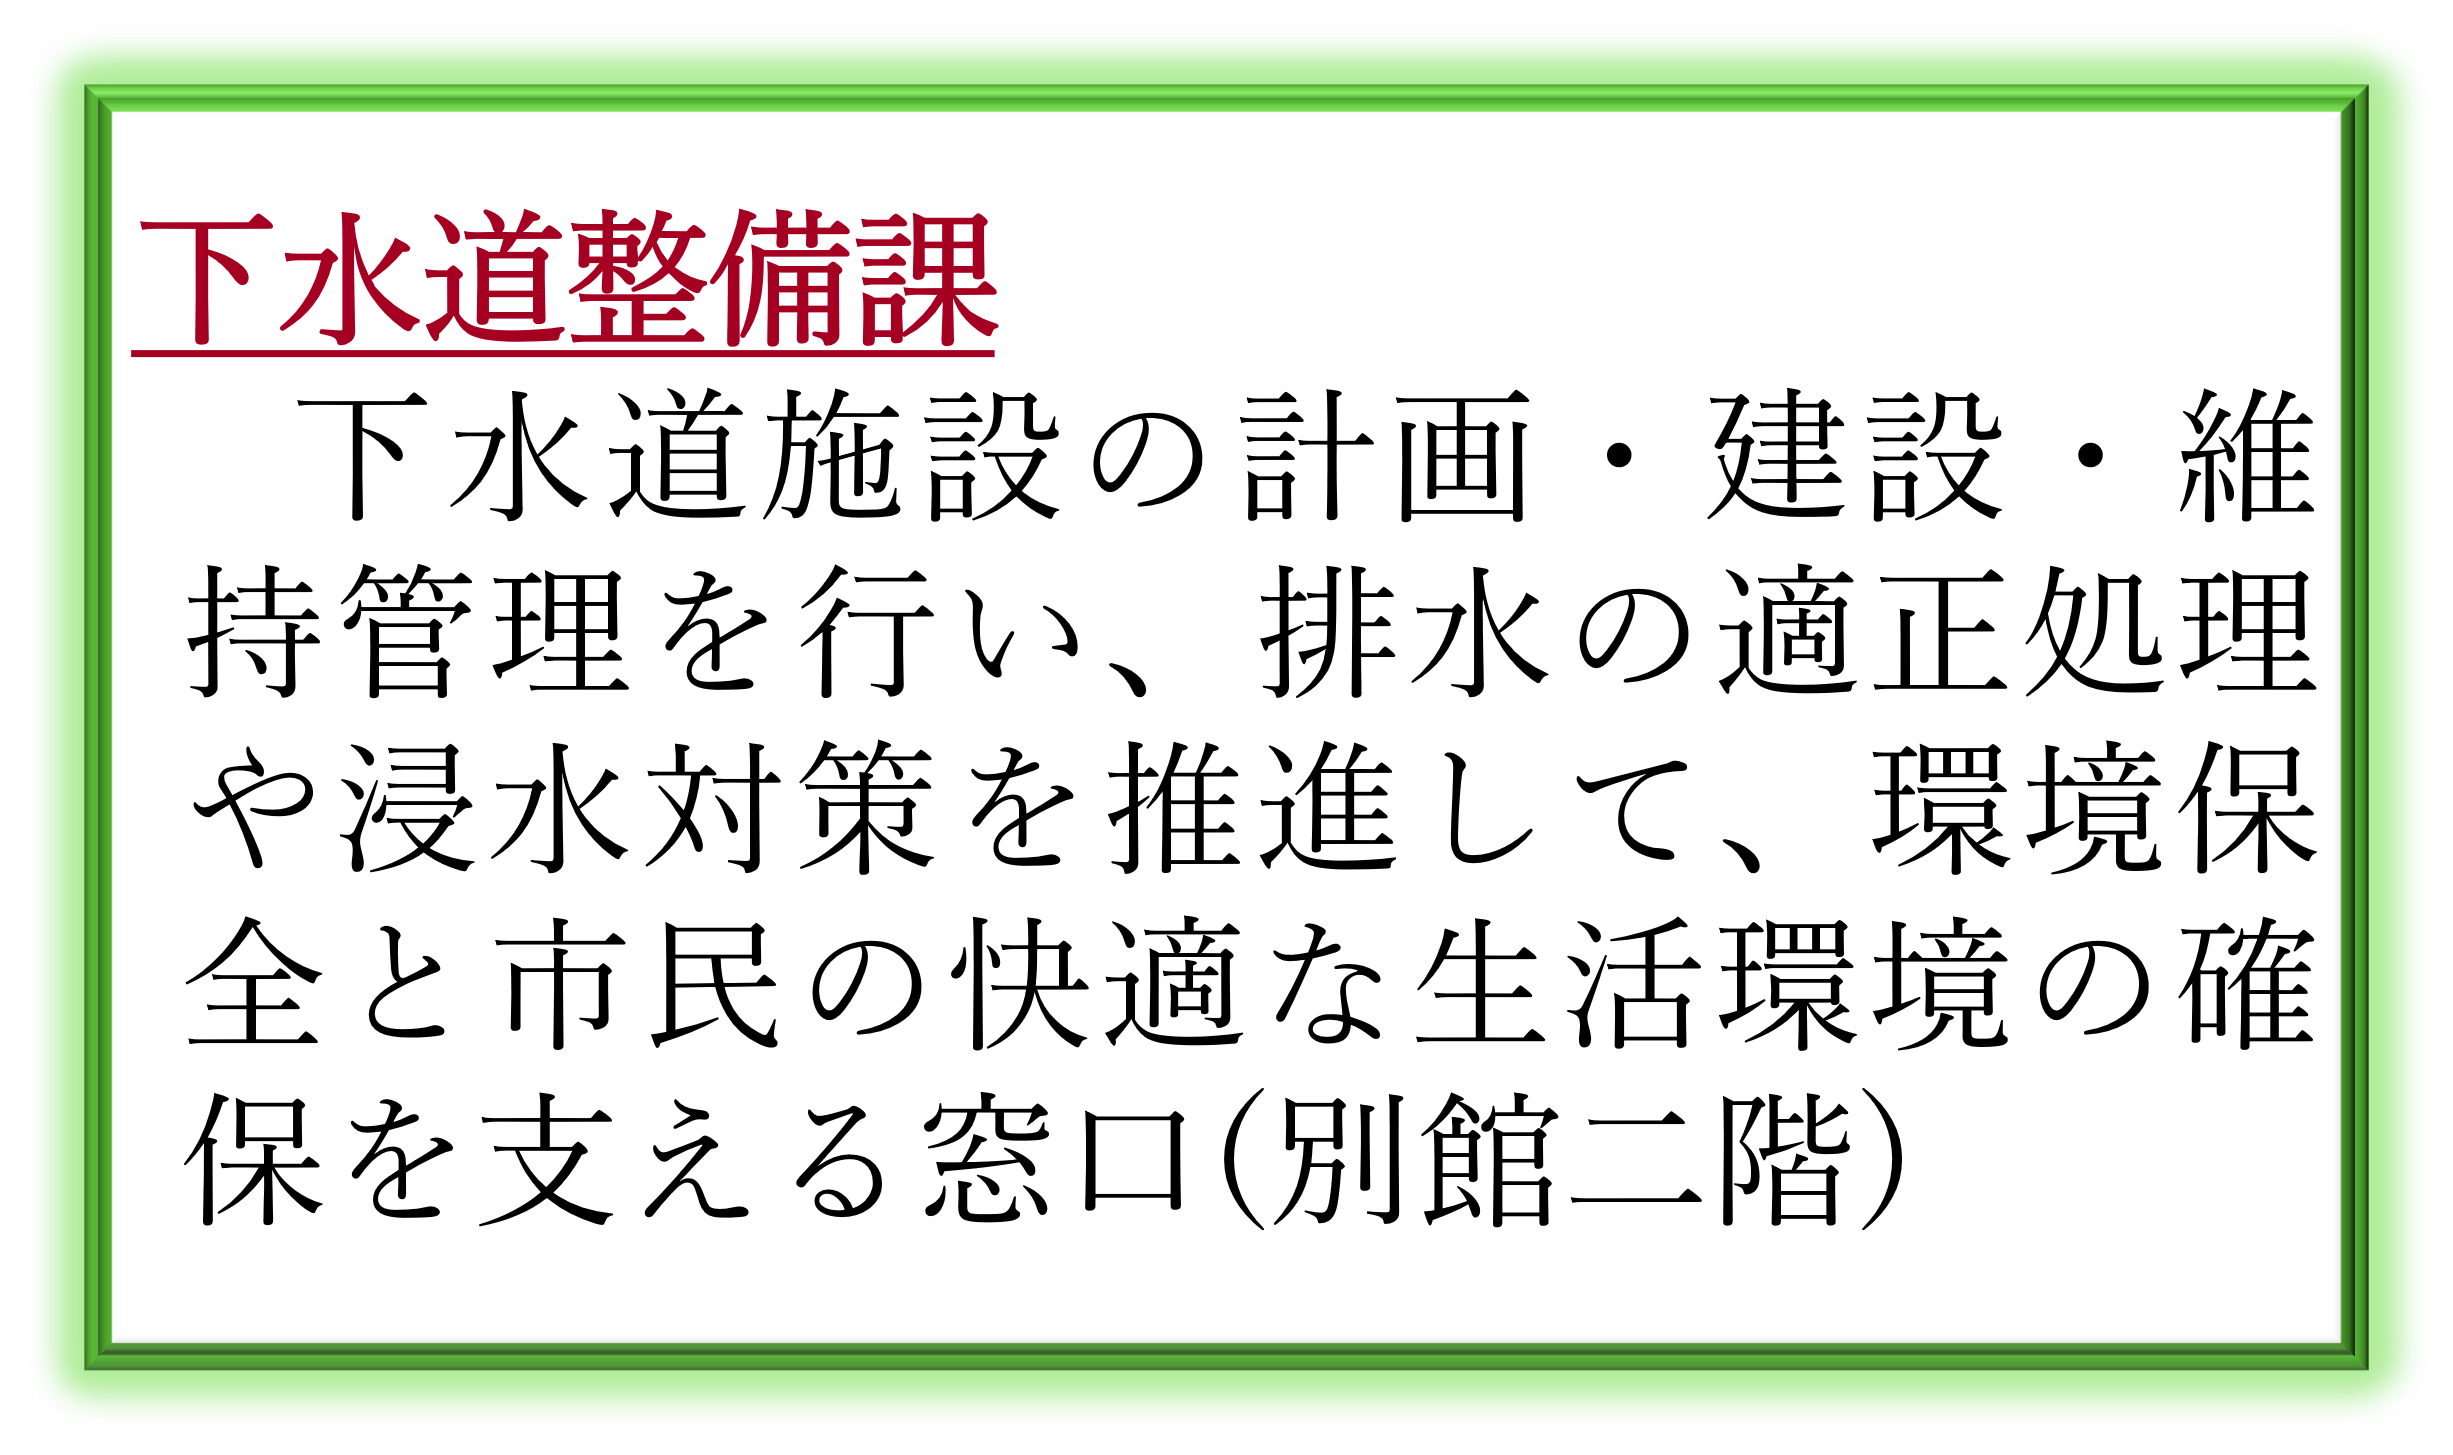 下水道整備課
下水道施設の計画・建設・維
持管理を行い、排水の適正処理
や浸水対策を推進して、環境保
全と市民の快適な生活環境の確
保を支える窓口(別館二階)